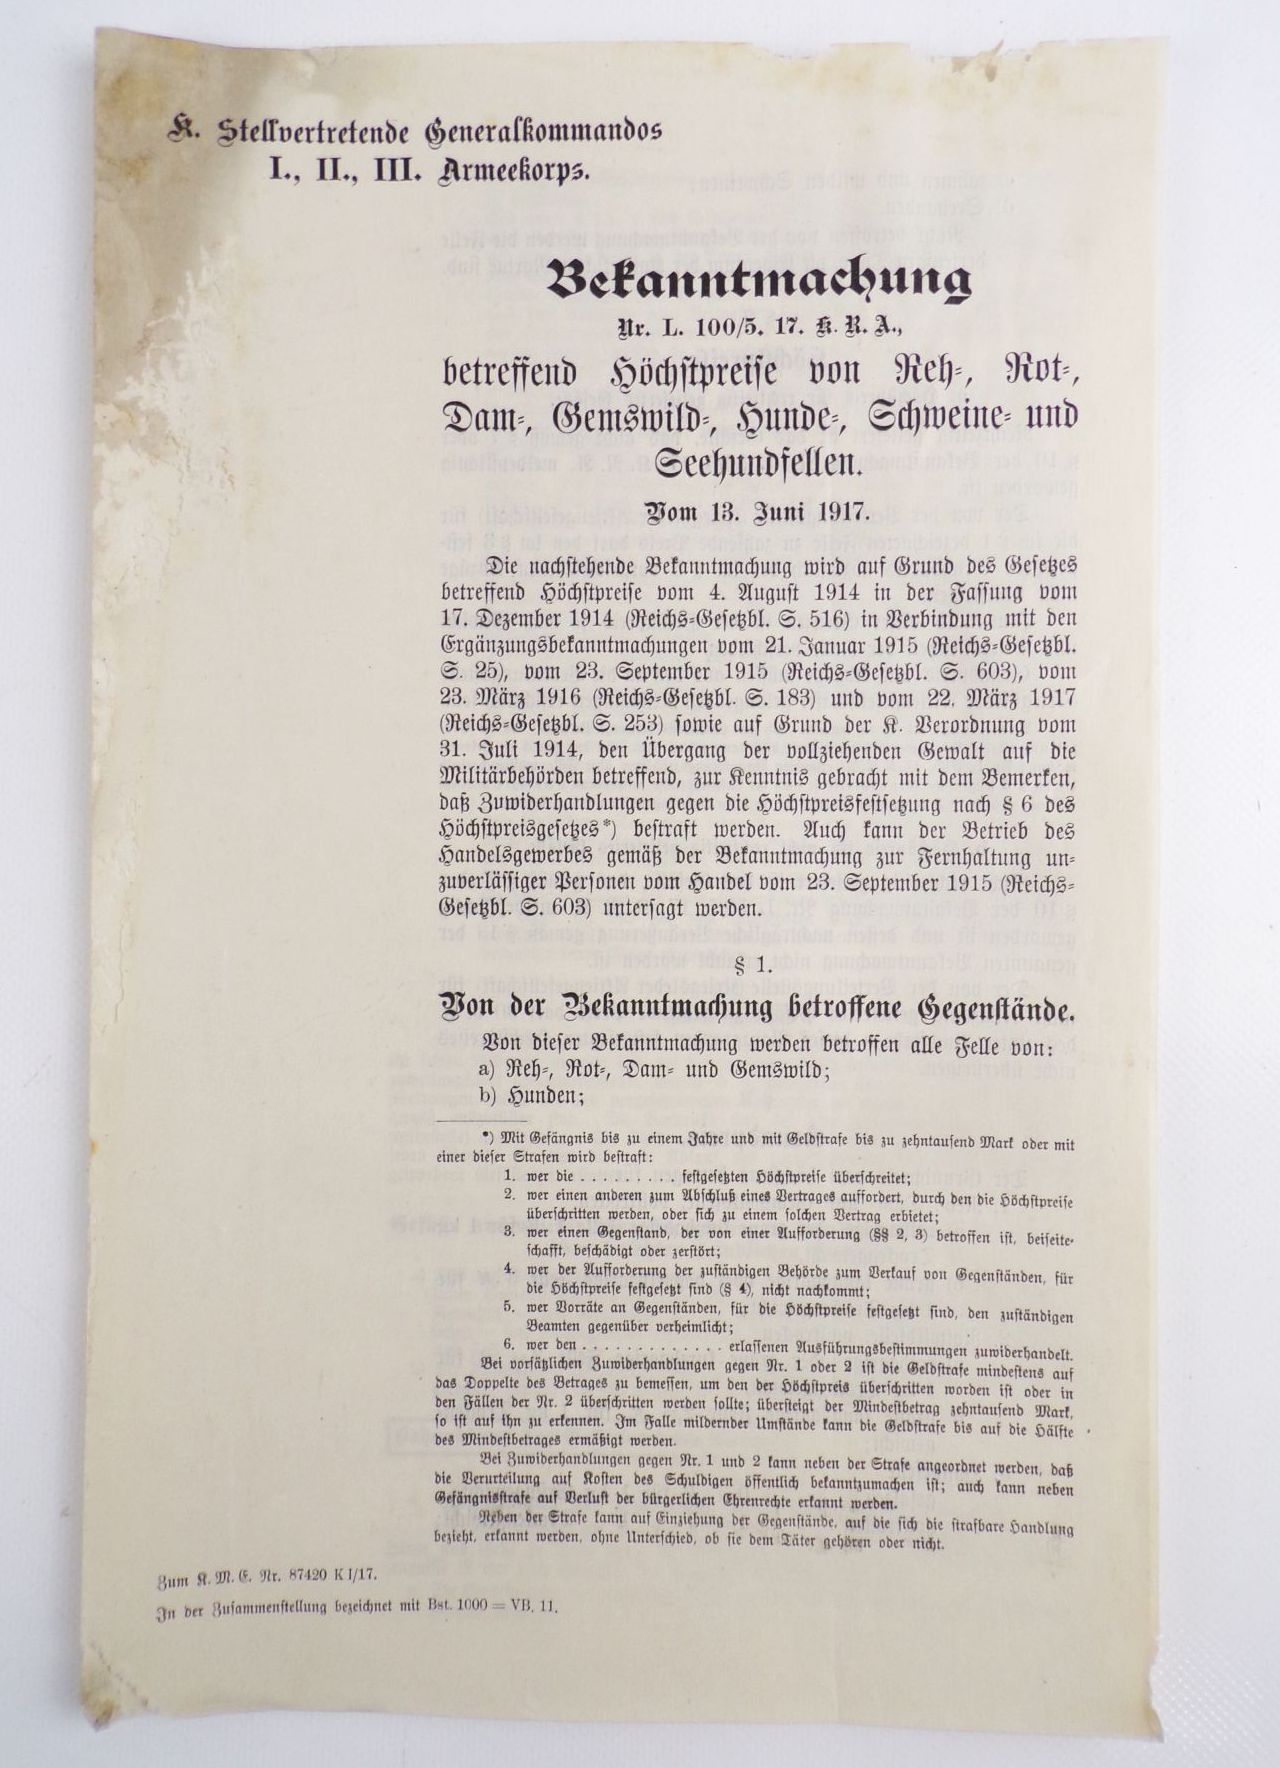 K. Stellvertretende Generalkommandos
I., II., III. Armeekorps.
Bekanntmachung
Nr. L. 100/5. 17. K. R. A.,
betreffend Höchstpreise von Reh-, Rot-,
Dam-, Gemswild-, Hunde-, Schweine- und
Seehundfellen.
Vom 13. Juni 1917.
Die nachstehende Bekanntmachung wird auf Grund des Gesetzes
betreffend Höchstpreise vom 4. August 1914 in der Fassung vom
17. Dezember 1914 (Reichs-Gesetzbl. S. 516) in Verbindung mit den
Ergänzungsbekanntmachungen vom 21. Januar 1915 (Reichs-Gesetzbl.
S. 25), vom 23. September 1915 (Reichs-Gesetzbl. S. 603), vom
23. März 1916 (Reichs-Gesetzbl. S. 183) und vom 22. März 1917
(Reichs-Gesetzbl. S. 253) sowie auf Grund der K. Verordnung vom
31. Juli 1914, den Übergang der vollziehenden Gewalt auf die
Militärbehörden betreffend, zur Kenntnis gebracht mit dem Bemerken,
daß Zuwiderhandlungen gegen die Höchstpreisfestsetzung nach § 6 des
Höchstpreisgesetzes*) bestraft werden. Auch kann der Betrieb des
Handelsgewerbes gemäß der Bekanntmachung zur Fernhaltung un-
zuverlässiger Personen vom Handel vom 23. September 1915 (Reichs-
Gesetzbl. S. 603) untersagt werden.
§ 1.
Von der Bekanntmachung betroffene Gegenstände.
Von dieser Bekanntmachung werden betroffen alle Felle von:
a) Reh-, Rot-, Dam- und Gemswild;
b) Hunden;
*) Mit Gefängnis bis zu einem Jahre und mit Geldstrafe bis zu zehntausend Mark oder mit
einer dieser Strafen wird bestraft:
1. wer die . . . . . . . . . festgesetzten Höchstpreise überschreitet;
2. wer einen anderen zum Abschluß eines Vertrages auffordert, durch den die Höchstpreise
überschritten werden, oder sich zu einem solchen Vertrag erbietet;
3. wer einen Gegenstand, der von einer Aufforderung (§§ 2, 3) betroffen ist, beiseite-
schafft, beschädigt oder zerstört;
4. wer der Aufforderung der zuständigen Behörde zum Verkauf von Gegenständen, für
die Höchstpreise festgesetzt sind (§ 4), nicht nachkommt;
5. wer Vorräte an Gegenständen, für die Höchstpreise festgesetzt sind, den zuständigen
Beamten gegenüber verheimlicht;
6. wer den . . . . . . . . . . . . . erlassenen Ausführungsbestimmungen zuwiderhandelt.
Bei vorsätzlichen Zuwiderhandlungen gegen Nr. 1 oder 2 ist die Geldstrafe mindestens auf
das Doppelte des Betrages zu bemessen, um den der Höchstpreis überschritten worden ist oder in
den Fällen der Nr. 2 überschritten werden sollte; übersteigt der Mindestbetrag zehntausend Mark,
so ist auf ihn zu erkennen. Im Falle mildernder Umstände kann die Geldstrafe bis auf die Hälfte
des Mindestbetrages ermäßigt werden.
Bei Zuwiderhandlungen gegen Nr. 1 und 2 kann neben der Strafe angeordnet werden, daß
die Verurteilung auf Kosten des Schuldigen öffentlich bekanntzumachen ist; auch kann neben
Gefängnisstrafe auf Verlust der bürgerlichen Ehrenrechte erkannt werden.
Neben der Strafe kann auf Einziehung der Gegenstände, auf die sich die strafbare Handlung
bezieht, erkannt werden, ohne Unterschied, ob sie dem Täter gehören oder nicht.
Zum K. M. E. Nr. 87420 K I/17.
In der Zusammenstellung bezeichnet mit Bst. 1000 = VB. 11.